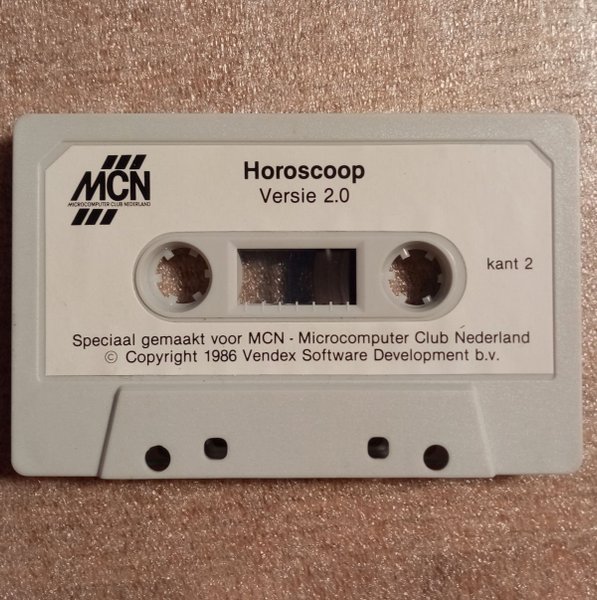 MCN
MICROCOMPUTER CLUB NEDERLAND
Horoscoop
Versie 2.0
kant 2
Speciaal gemaakt voor MCN - Microcomputer Club Nederland
© Copyright 1986 Vendex Software Development b.v.